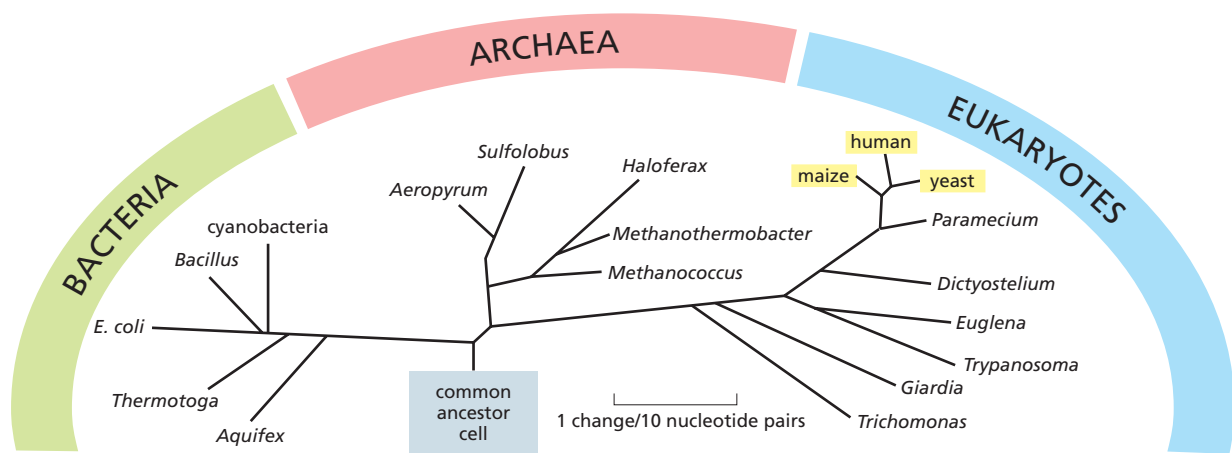 BACTERIA
ARCHAEA
EUKARYOTES
Sulfolobus
Aeropyrum
Haloferax
human
maize
yeast
cyanobacteria
Bacillus
E. coli
Methanothermobacter
Methanococcus
Paramecium
Dictyostelium
Euglena
Trypanosoma
Giardia
Trichomonas
Thermotoga
Aquifex
common
ancestor
cell
1 change/10 nucleotide pairs